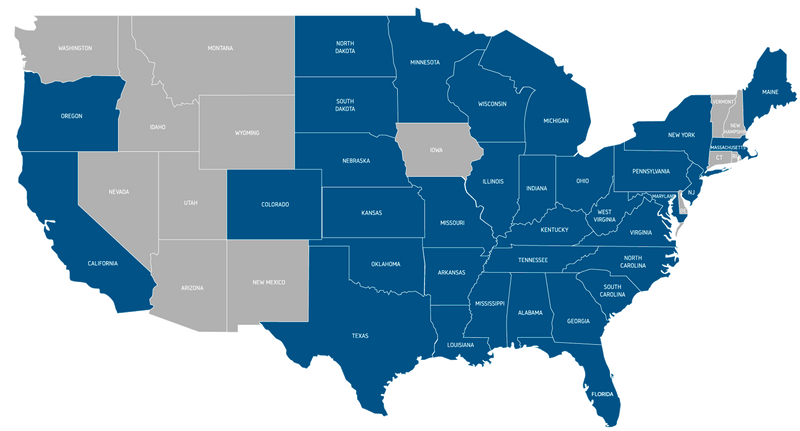 WASHINGTON
MONTANA
NORTH
DAKOTA
MINNESOTA
MAINE
OREGON
IDAHO
WYOMING
SOUTH
DAKOTA
WISCONSIN
MICHIGAN
VERMONT
NEW
HAMPSHIRE
NEW YORK
MASSACHUSETTS
CT
NEVADA
UTAH
COLORADO
NEBRASKA
IOWA
ILLINOIS
INDIANA
OHIO
PENNSYLVANIA
NJ
MARYLAND
CALIFORNIA
KANSAS
MISSOURI
KENTUCKY
WEST
VIRGINIA
VIRGINIA
ARIZONA
NEW MEXICO
OKLAHOMA
ARKANSAS
TENNESSEE
NORTH
CAROLINA
SOUTH
CAROLINA
TEXAS
LOUISIANA
MISSISSIPPI
ALABAMA
GEORGIA
FLORIDA